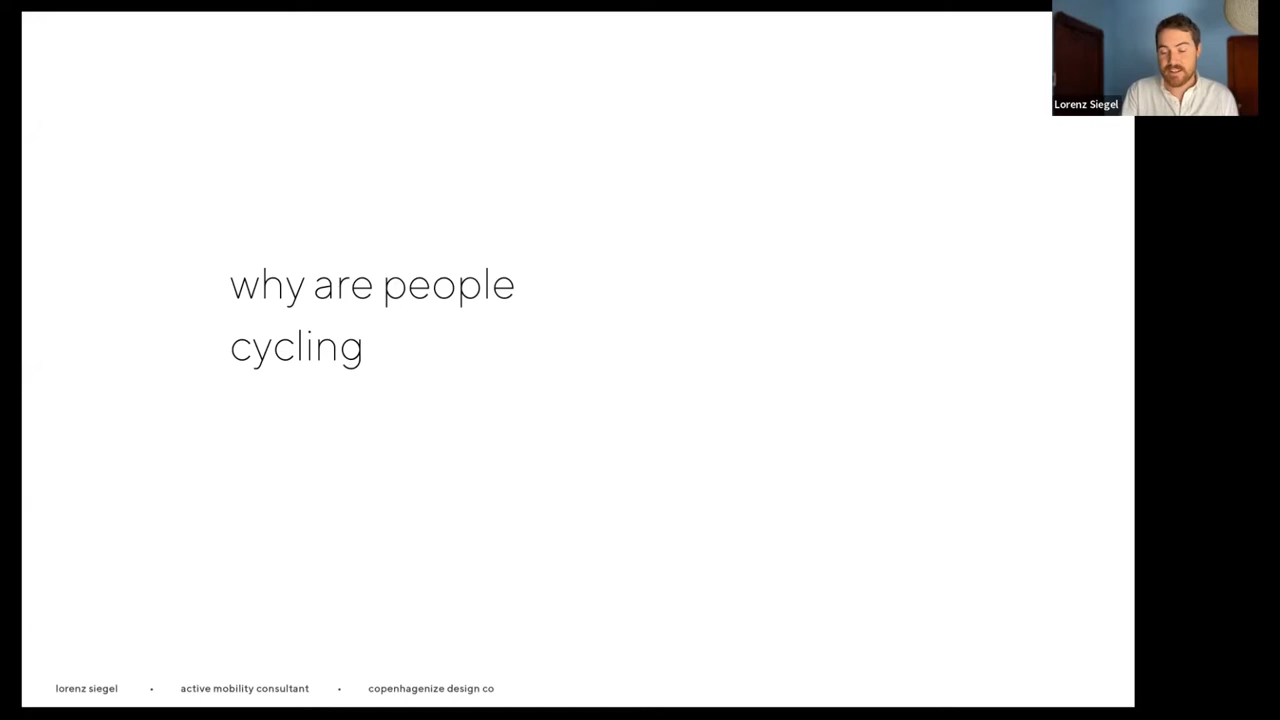 Lorenz Siegel
why are people
cycling
lorenz siegel • active mobility consultant • copenhagenize design co